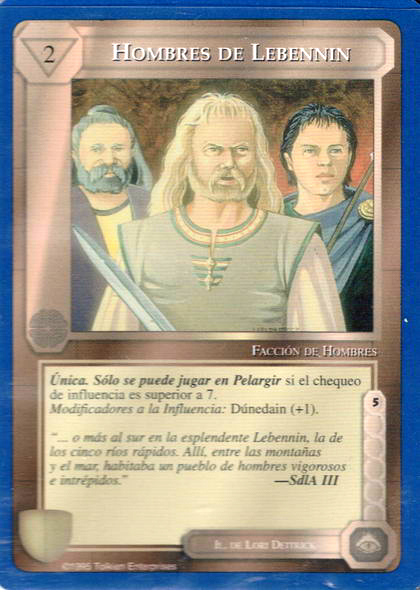 2
HOMBRES DE LEBENNIN
FACCIÓN DE HOMBRES
Única. Sólo se puede jugar en Pelargir si el chequeo
de influencia es superior a 7.
Modificadores a la Influencia: Dúnedain (+1).
5
"... o más al sur en la esplendente Lebennin, la de
los cinco ríos rápidos. Allí, entre las montañas
y el mar, habitaba un pueblo de hombres vigorosos
e intrépidos." —SdlA III
IL. DE LORI DEITRICK
©1995 Tolkien Enterprises